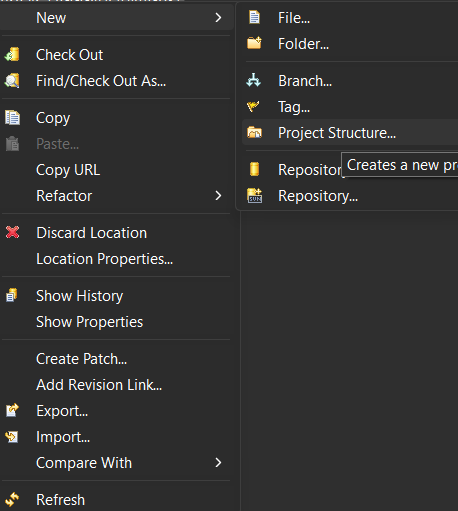 New
Check Out
Find/Check Out As...
Copy
Paste...
Copy URL
Refactor
Discard Location
Location Properties...
Show History
Show Properties
Create Patch...
Add Revision Link...
Export...
Import...
Compare With
Refresh
File...
Folder...
Branch...
Tag...
Project Structure...
Creates a new pr
Repository
Repository...